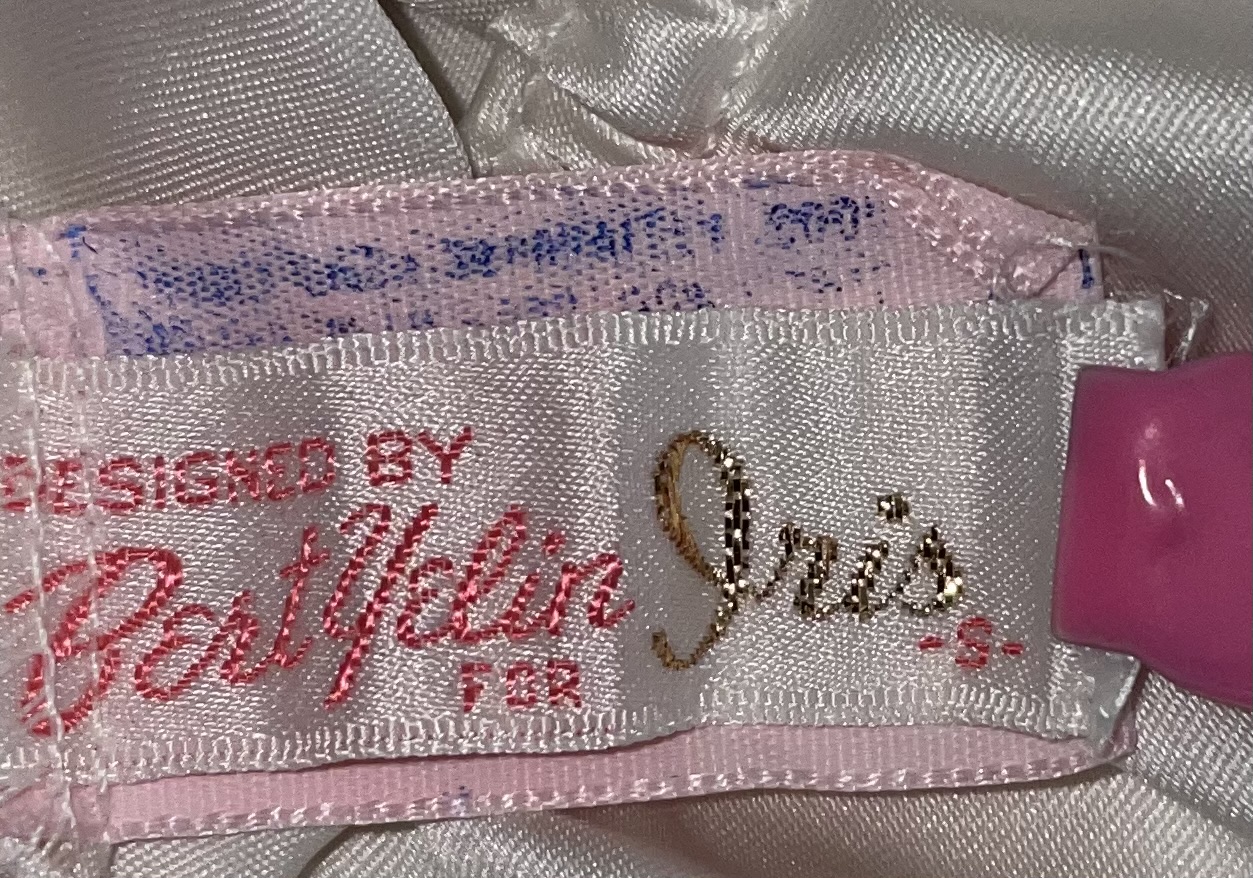 DESIGNED BY
Bert Yelin
FOR
Iris
-S-